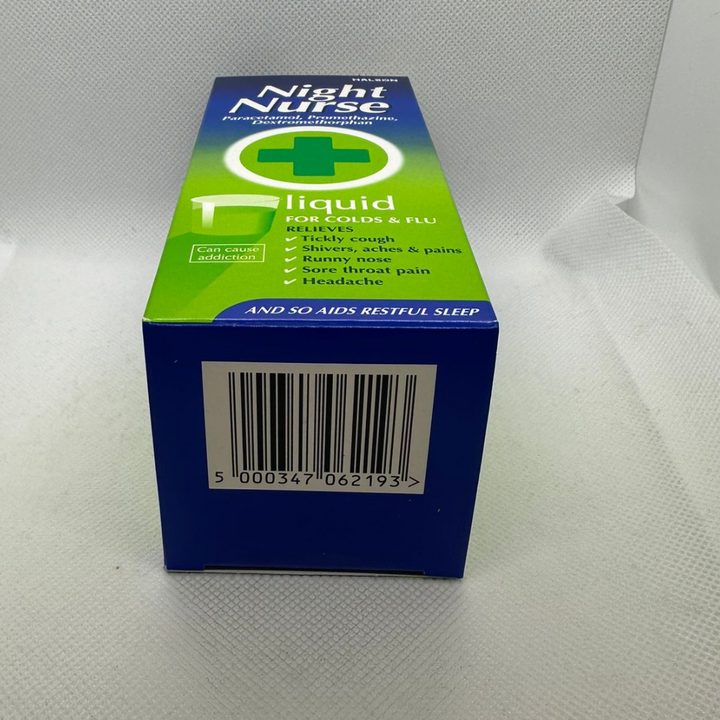 HALEON
Night
Nurse
Paracetamol, Promethazine,
Dextromethorphan
liquid
FOR COLDS & FLU
RELIEVES
Tickly cough
Shivers, aches & pains
Runny nose
Sore throat pain
Headache
Can cause
addiction
AND SO AIDS RESTFUL SLEEP
5 000347 062193 >